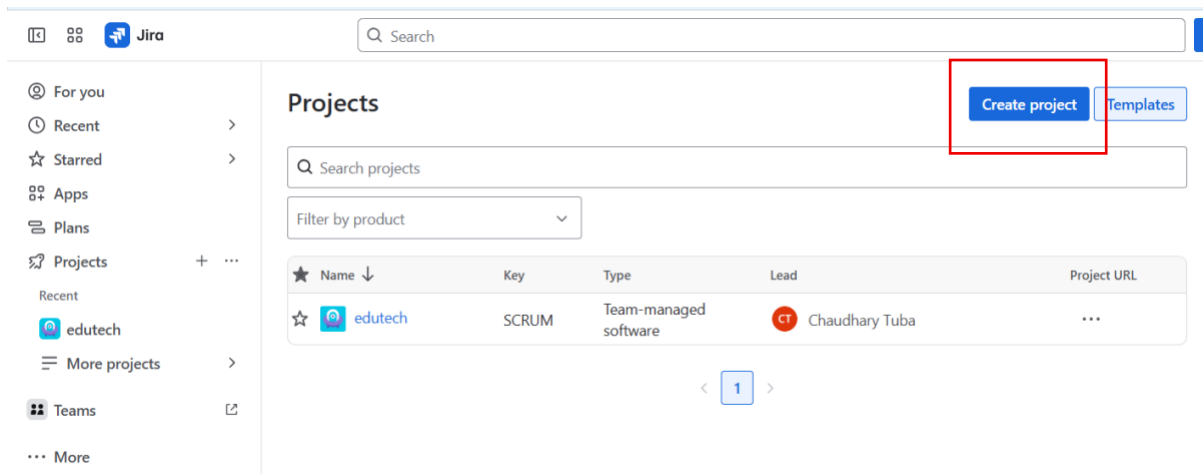 Jira
Search
For you
Recent
Starred
Apps
Plans
Projects
Recent
edutech
More projects
Teams
More
Projects
Create project
Templates
Search projects
Filter by product
Name Key Type Lead Project URL
edutech SCRUM Team-managed software CT Chaudhary Tuba
1